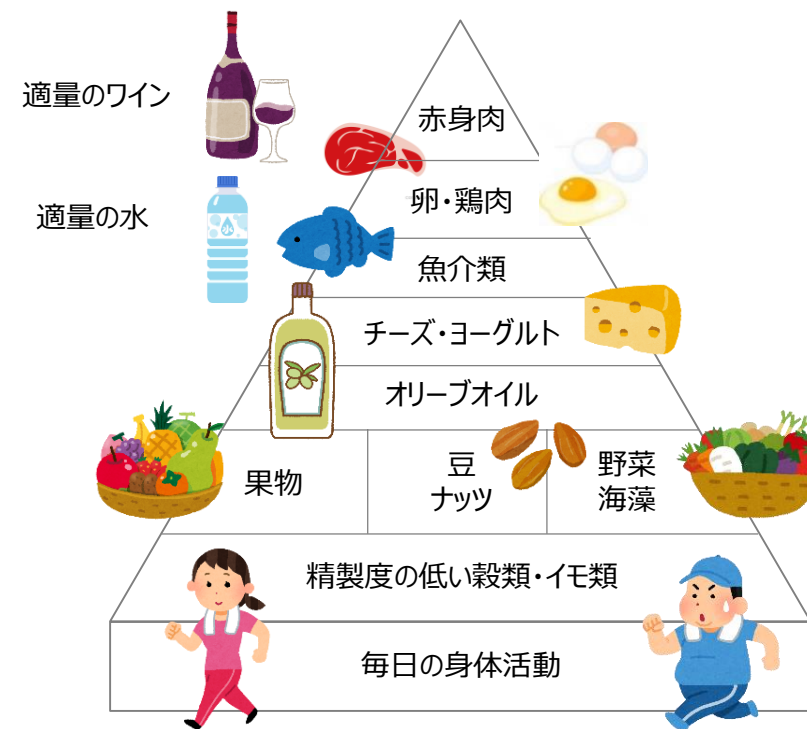 適量のワイン
赤身肉
卵・鶏肉
適量の水
水
魚介類
チーズ・ヨーグルト
オリーブオイル
果物
豆
ナッツ
野菜
海藻
精製度の低い穀類・イモ類
毎日の身体活動